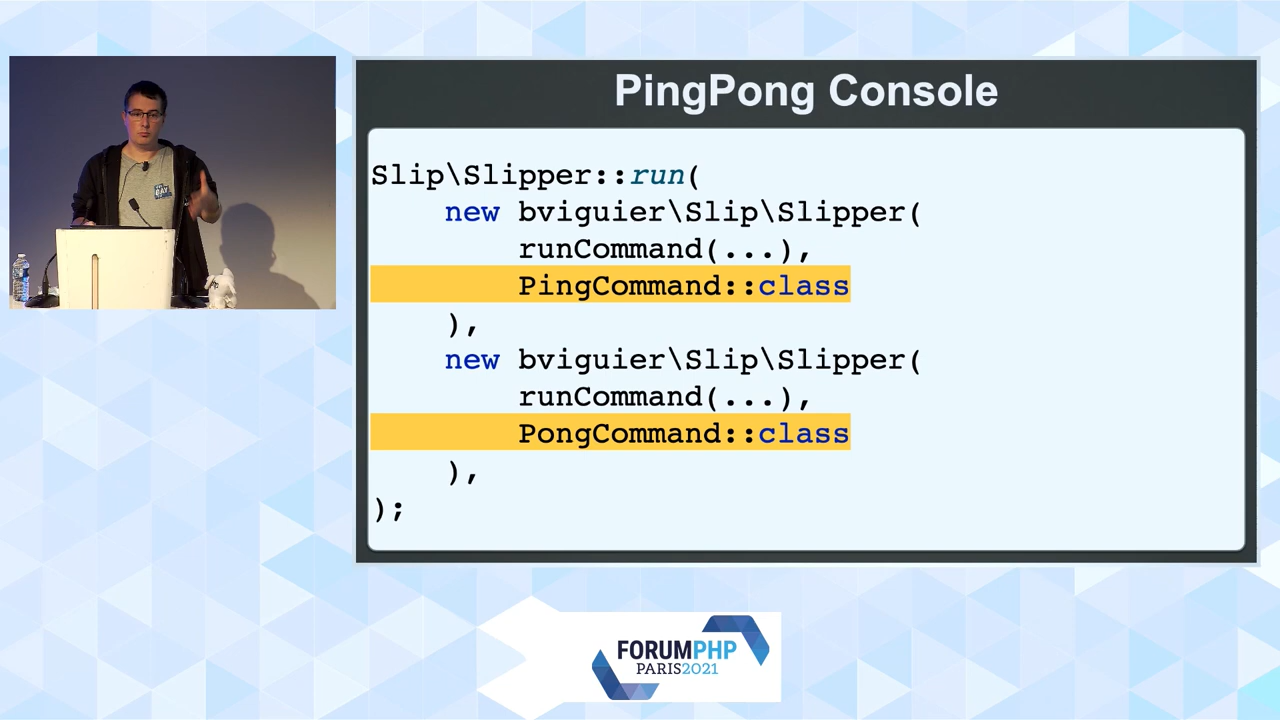 PingPong Console
Slip\Slipper::run(
    new bviguier\Slip\Slipper(
        runCommand(...),
        PingCommand::class
    ),
    new bviguier\Slip\Slipper(
        runCommand(...),
        PongCommand::class
    ),
);
FORUMPHP
PARIS2021